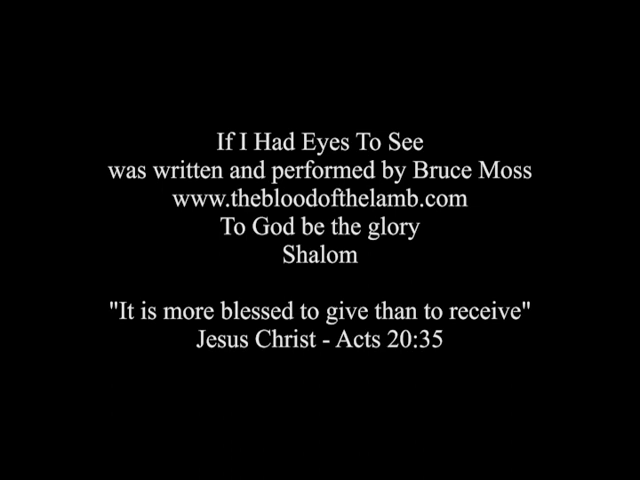 If I Had Eyes To See
was written and performed by Bruce Moss
www.thebloodofthelamb.com
To God be the glory
Shalom
"It is more blessed to give than to receive"
Jesus Christ - Acts 20:35